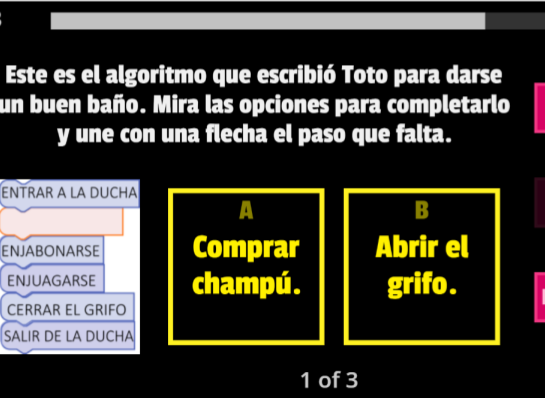 Este es el algoritmo que escribió Toto para darse
un buen baño. Mira las opciones para completarlo
y une con una flecha el paso que falta.
ENTRAR A LA DUCHA
ENJABONARSE
ENJUAGARSE
CERRAR EL GRIFO
SALIR DE LA DUCHA
A
Comprar
champú.
B
Abrir el
grifo.
1 of 3